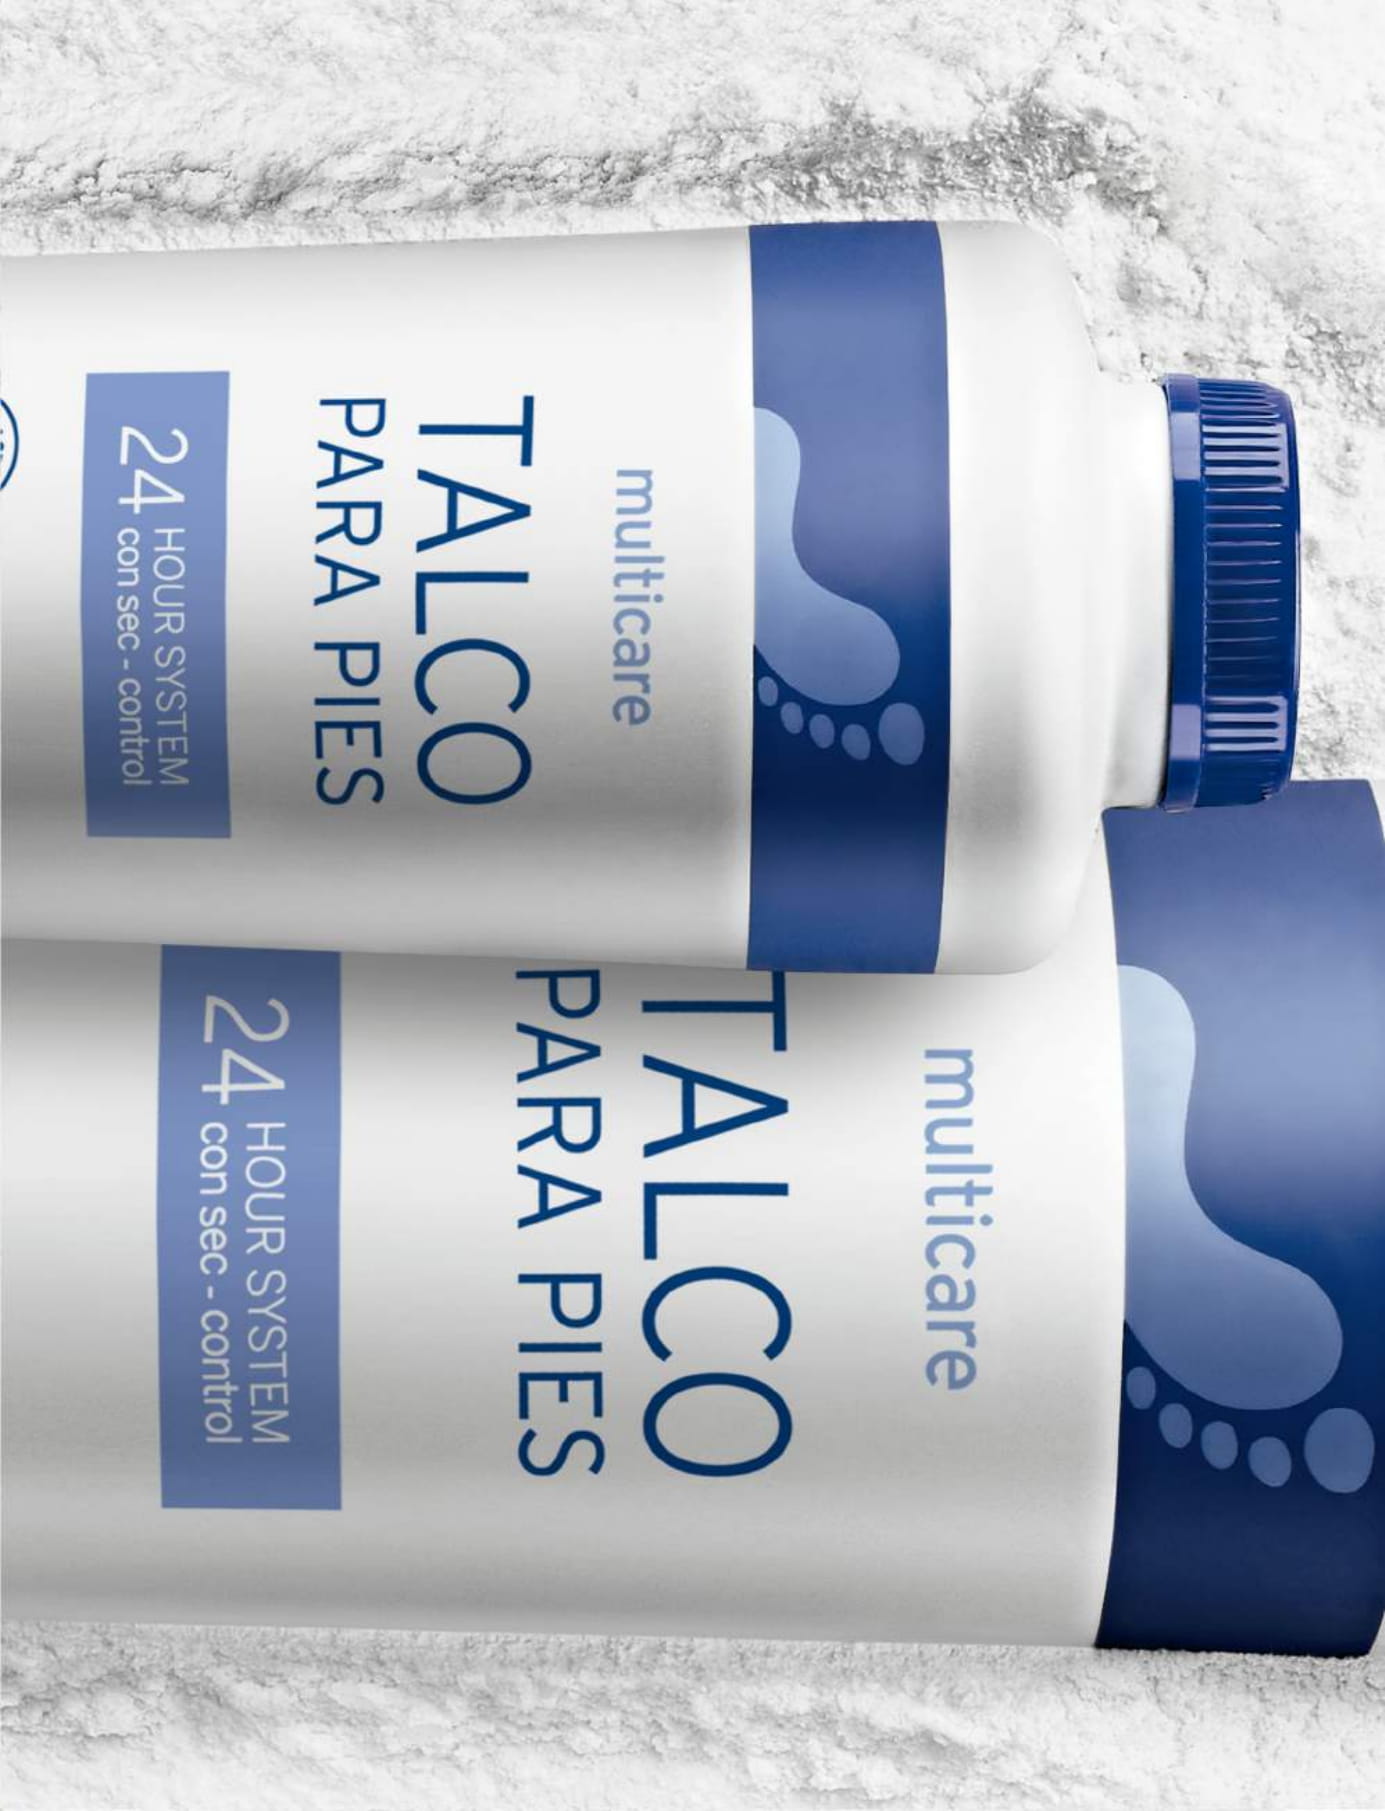 multicare
TALCO
PARA PIES
24 HOUR SYSTEM
con sec - control
multicare
TALCO
PARA PIES
24 HOUR SYSTEM
con sec - control